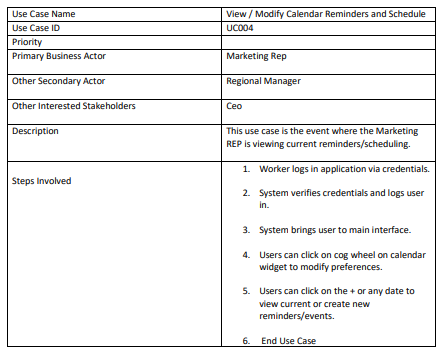 Use Case Name View / Modify Calendar Reminders and Schedule
Use Case ID UC004
Priority
Primary Business Actor Marketing Rep
Other Secondary Actor Regional Manager
Other Interested Stakeholders Ceo
Description This use case is the event where the Marketing
REP is viewing current reminders/scheduling.
Steps Involved
1. Worker logs in application via credentials.
2. System verifies credentials and logs user
in.
3. System brings user to main interface.
4. Users can click on cog wheel on calendar
widget to modify preferences.
5. Users can click on the + or any date to
view current or create new
reminders/events.
6. End Use Case